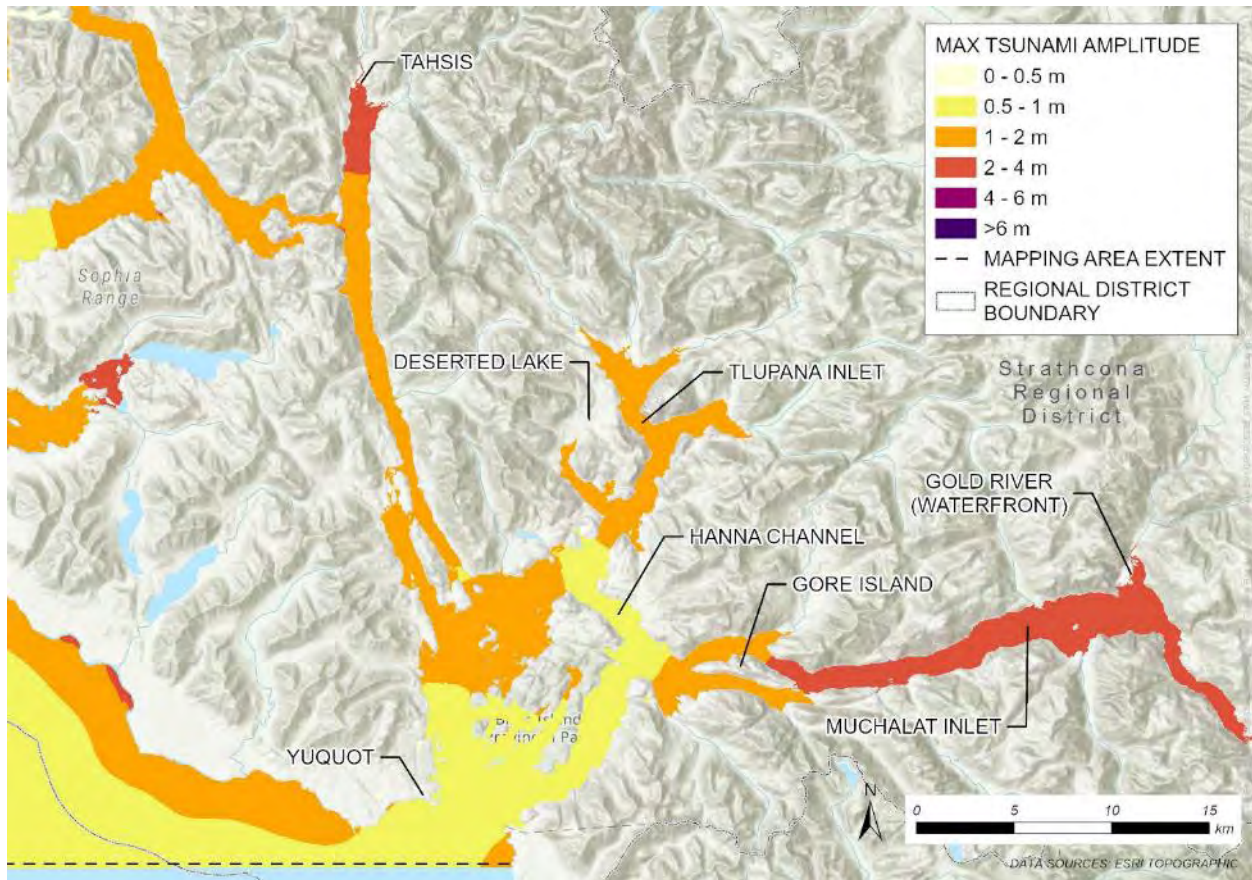 TAHSIS
MAX TSUNAMI AMPLITUDE
0 - 0.5 m
0.5 - 1 m
1 - 2 m
2 - 4 m
4 - 6 m
>6 m
MAPPING AREA EXTENT
REGIONAL DISTRICT
BOUNDARY
Sophia
Range
DESERTED LAKE
TLUPANA INLET
Strathcona
Regional
District
GOLD RIVER
(WATERFRONT)
HANNA CHANNEL
GORE ISLAND
MUCHALAT INLET
YUQUOT
N
0 5 10 15
km
DATA SOURCES: ESRI TOPOGRAPHIC